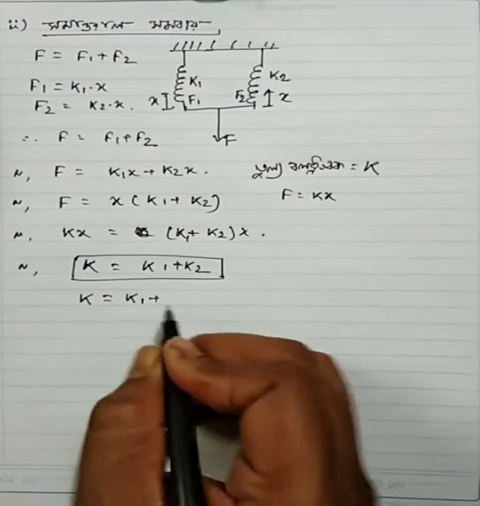 ii) সমান্তরাল সমবায়,
F = F₁ + F₂
K₁ K₂
F₁ = K₁·x
x F₁ F₂ x
F₂ = K₂·x.
∴ F = F₁ + F₂
F
বা, F = K₁x + K₂x. তুল্য বলধ্রুবক = K
বা, F = x (K₁ + K₂) F = Kx
বা, Kx = (K₁ + K₂) x.
বা, K = K₁ + K₂
K = K₁ +